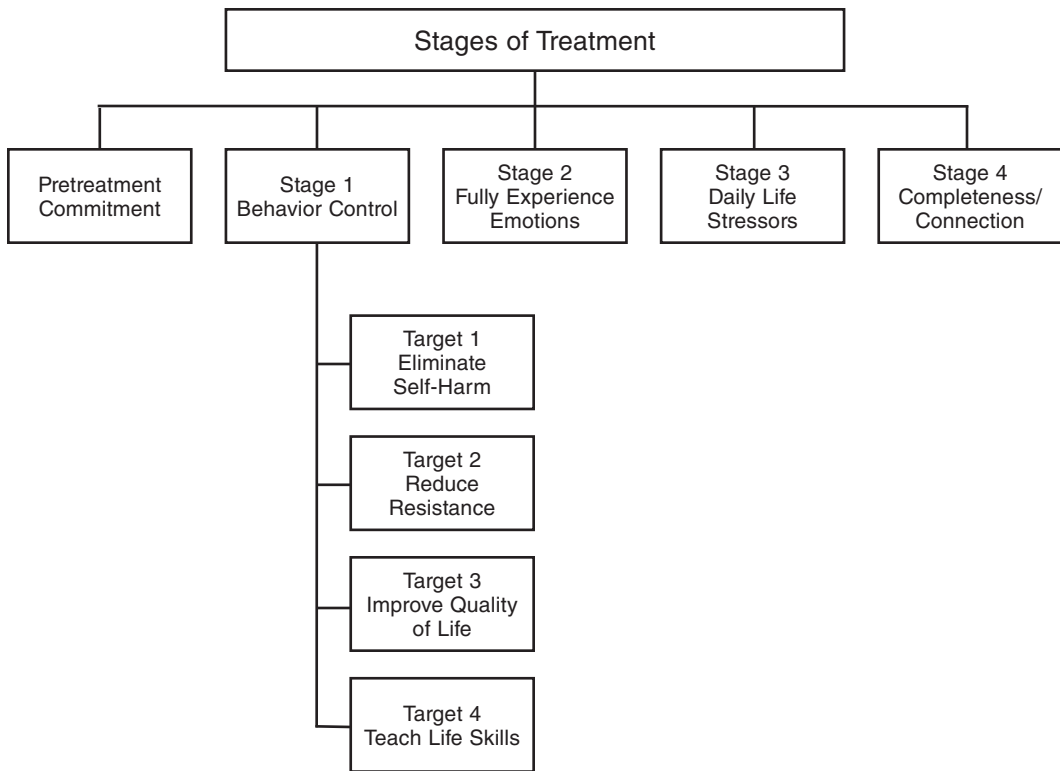 Stages of Treatment
Pretreatment
Commitment
Stage 1
Behavior Control
Stage 2
Fully Experience
Emotions
Stage 3
Daily Life
Stressors
Stage 4
Completeness/
Connection
Target 1
Eliminate
Self-Harm
Target 2
Reduce
Resistance
Target 3
Improve Quality
of Life
Target 4
Teach Life Skills